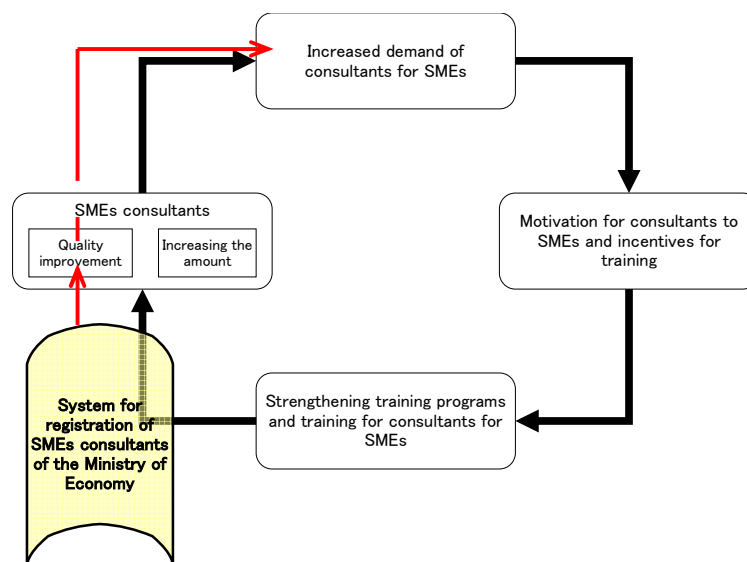 Increased demand of
consultants for SMEs
SMEs consultants
Quality
improvement
Increasing the
amount
Motivation for consultants to
SMEs and incentives for
training
System for
registration of
SMEs consultants
of the Ministry of
Economy
Strengthening training programs
and training for consultants for
SMEs